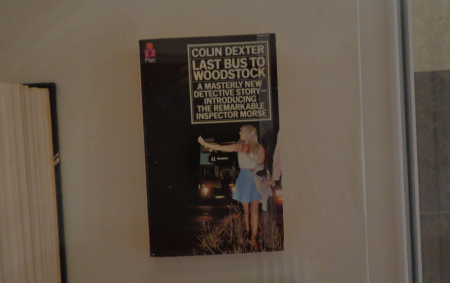 Pan
COLIN DEXTER
LAST BUS TO
WOODSTOCK
A MASTERLY NEW
DETECTIVE STORY—
INTRODUCING
THE REMARKABLE
INSPECTOR MORSE